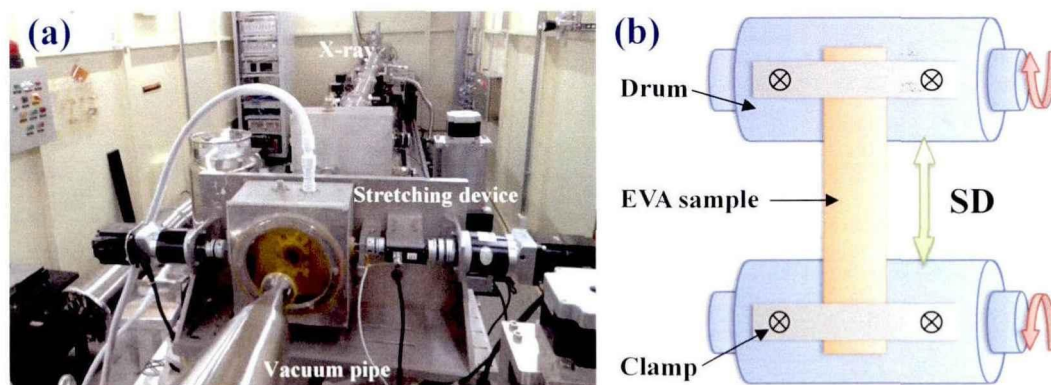 (a)
X-ray
Stretching device
Vacuum pipe
(b)
Drum
EVA sample
SD
Clamp